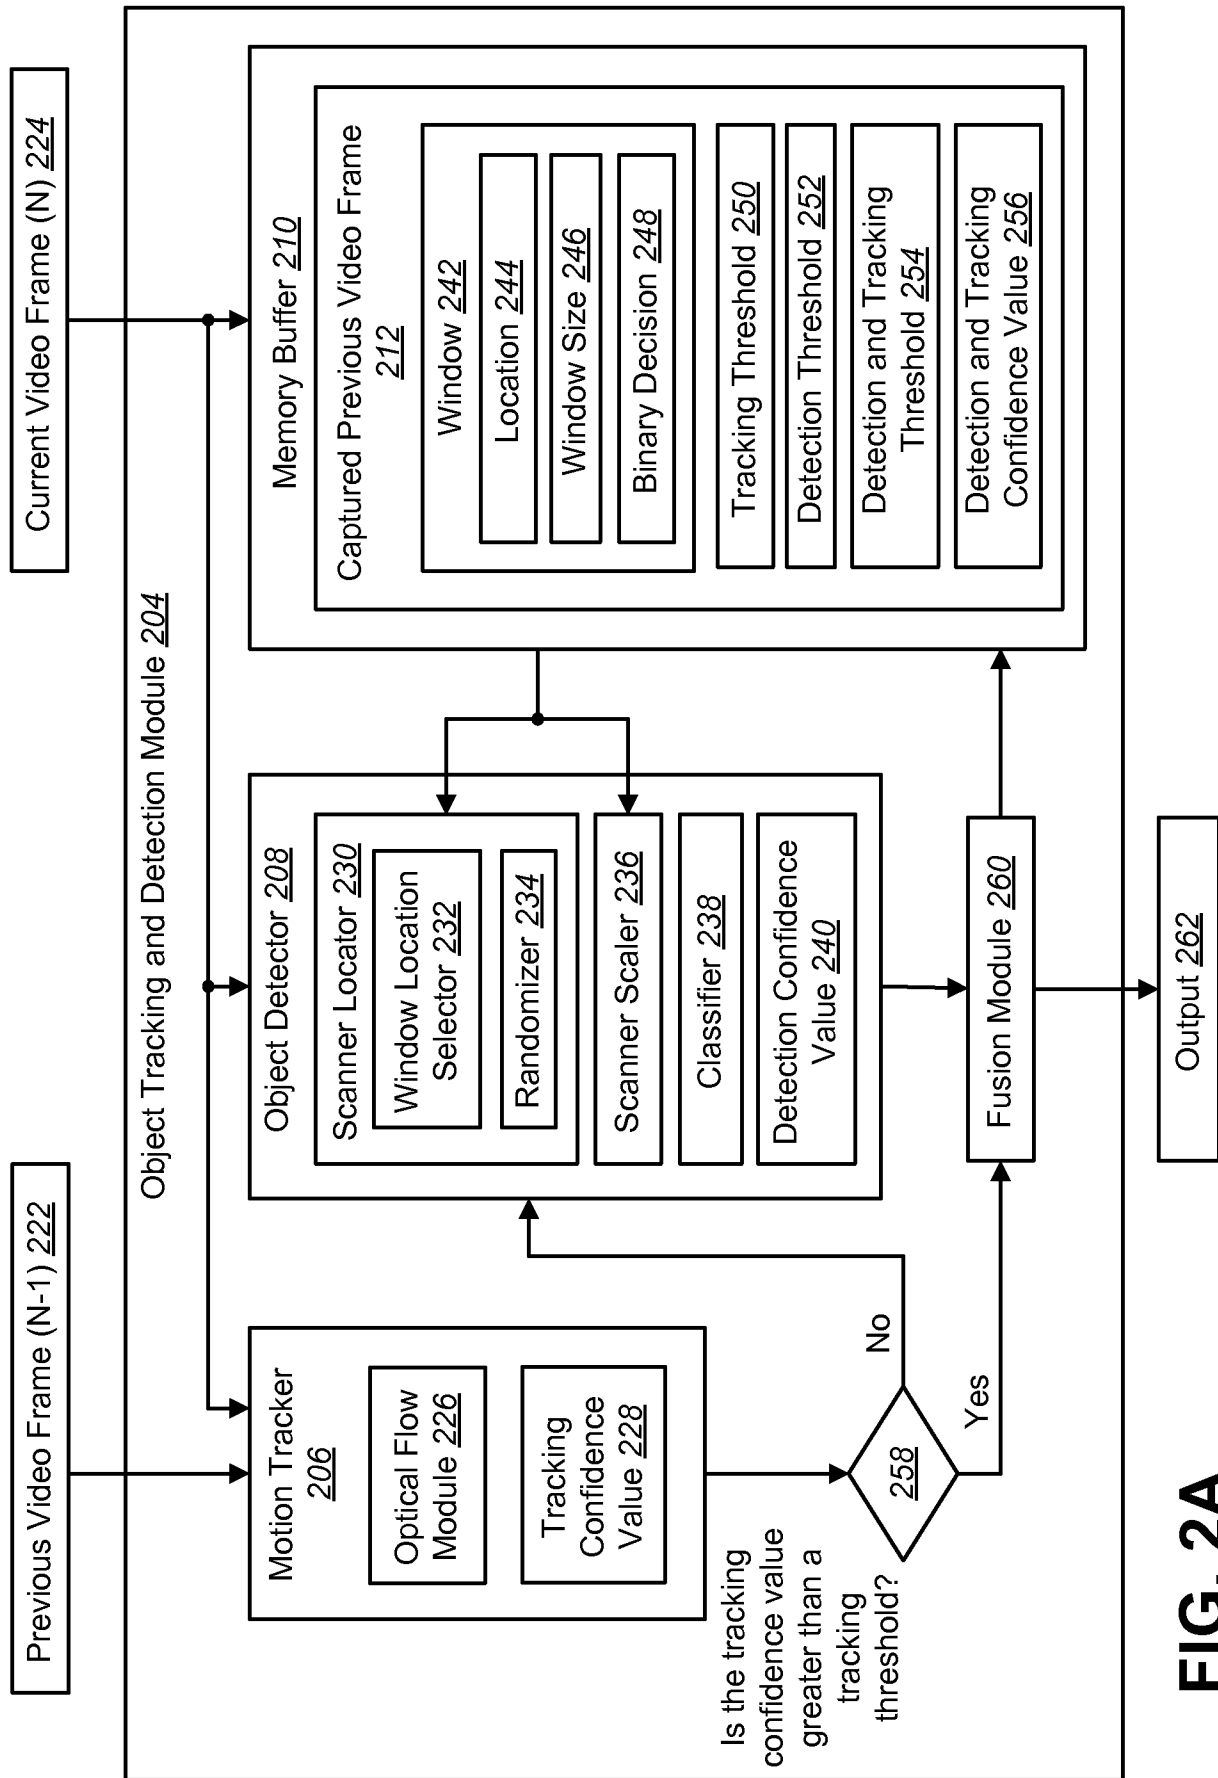 Previous Video Frame (N-1) 222
Current Video Frame (N) 224
Object Tracking and Detection Module 204
Motion Tracker
206
Optical Flow
Module 226
Tracking
Confidence
Value 228
Is the tracking
confidence value
greater than a
tracking
threshold?
258
No
Yes
Object Detector 208
Scanner Locator 230
Window Location
Selector 232
Randomizer 234
Scanner Scaler 236
Classifier 238
Detection Confidence
Value 240
Memory Buffer 210
Captured Previous Video Frame
212
Window 242
Location 244
Window Size 246
Binary Decision 248
Tracking Threshold 250
Detection Threshold 252
Detection and Tracking
Threshold 254
Detection and Tracking
Confidence Value 256
Fusion Module 260
Output 262
FIG. 2A